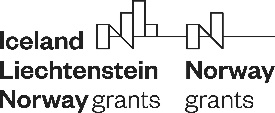 Iceland
Liechtenstein
Norway grants
Norway
grants